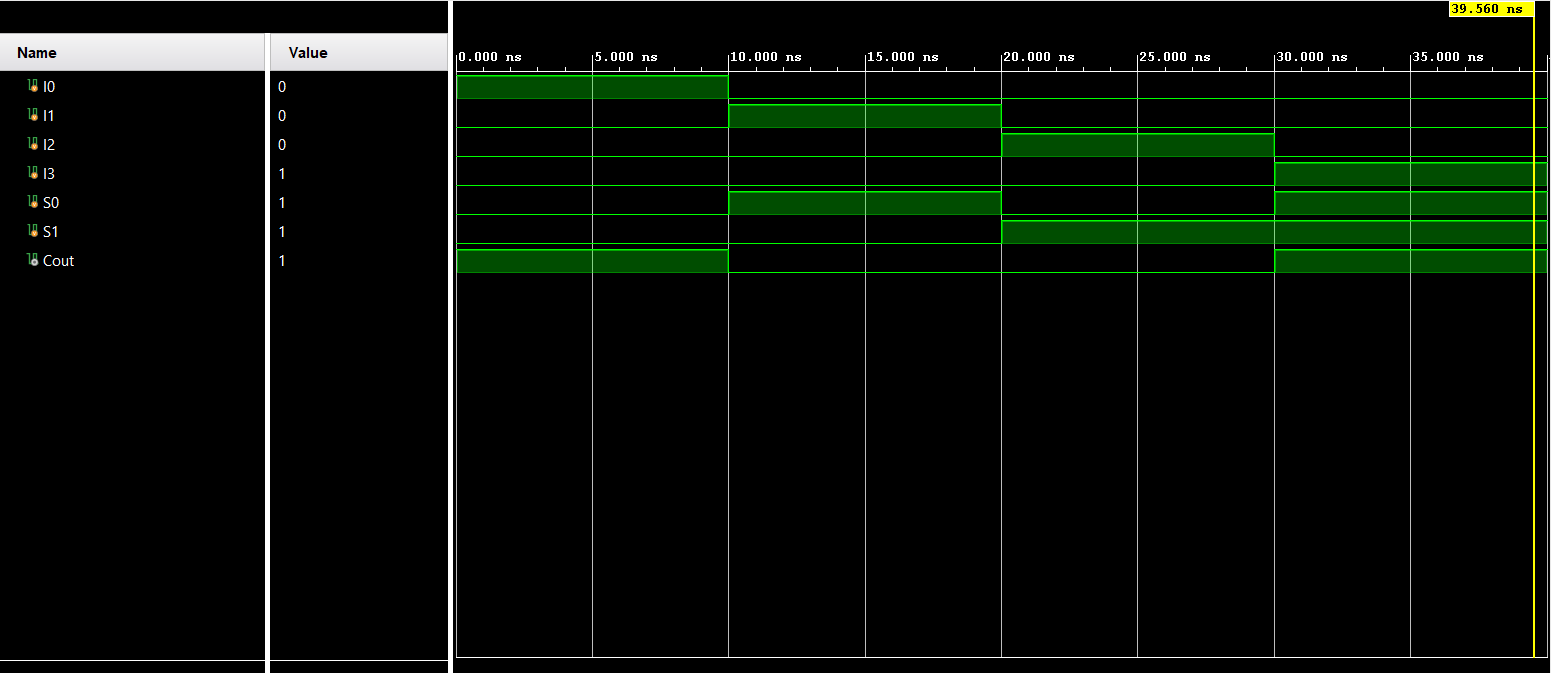 39.560 ns
Name Value
0.000 ns 5.000 ns 10.000 ns 15.000 ns 20.000 ns 25.000 ns 30.000 ns 35.000 ns
I0 0
I1 0
I2 0
I3 1
S0 1
S1 1
Cout 1